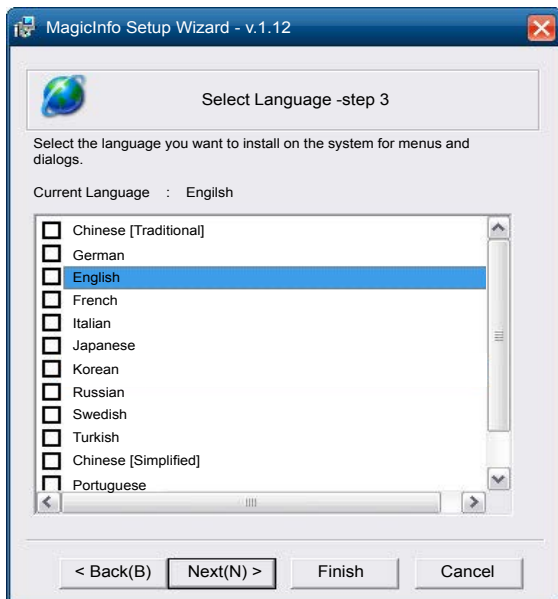 MagicInfo Setup Wizard - v.1.12
Select Language -step 3
Select the language you want to install on the system for menus and
dialogs.
Current Language : Engilsh
Chinese [Traditional]
German
English
French
Italian
Japanese
Korean
Russian
Swedish
Turkish
Chinese [Simplified]
Portuguese
< Back(B) Next(N) > Finish Cancel